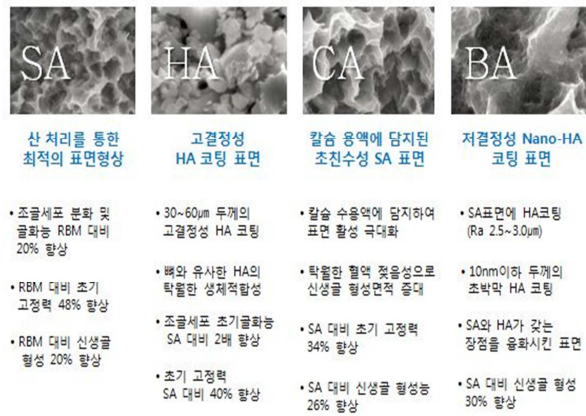 SA
산 처리를 통한
최적의 표면형상
• 조골세포 분화 및
골화능 RBM 대비
20% 향상
• RBM 대비 초기
고정력 48% 향상
• RBM 대비 신생골
형성 20% 향상
HA
고결정성
HA 코팅 표면
• 30~60㎛ 두께의
고결정성 HA 코팅
• 뼈와 유사한 HA의
탁월한 생체적합성
• 조골세포 초기골화능
SA 대비 2배 향상
• 초기 고정력
SA 대비 40% 향상
CA
칼슘 용액에 담지된
초친수성 SA 표면
• 칼슘 수용액에 담지하여
표면 활성 극대화
• 탁월한 혈액 젖음성으로
신생골 형성면적 증대
• SA 대비 초기 고정력
34% 향상
• SA 대비 신생골 형성능
26% 향상
BA
저결정성 Nano-HA
코팅 표면
• SA표면에 HA코팅
(Ra 2.5~3.0㎛)
• 10nm이하 두께의
초박막 HA 코팅
• SA와 HA가 갖는
장점을 융화시킨 표면
• SA 대비 신생골 형성
30% 향상